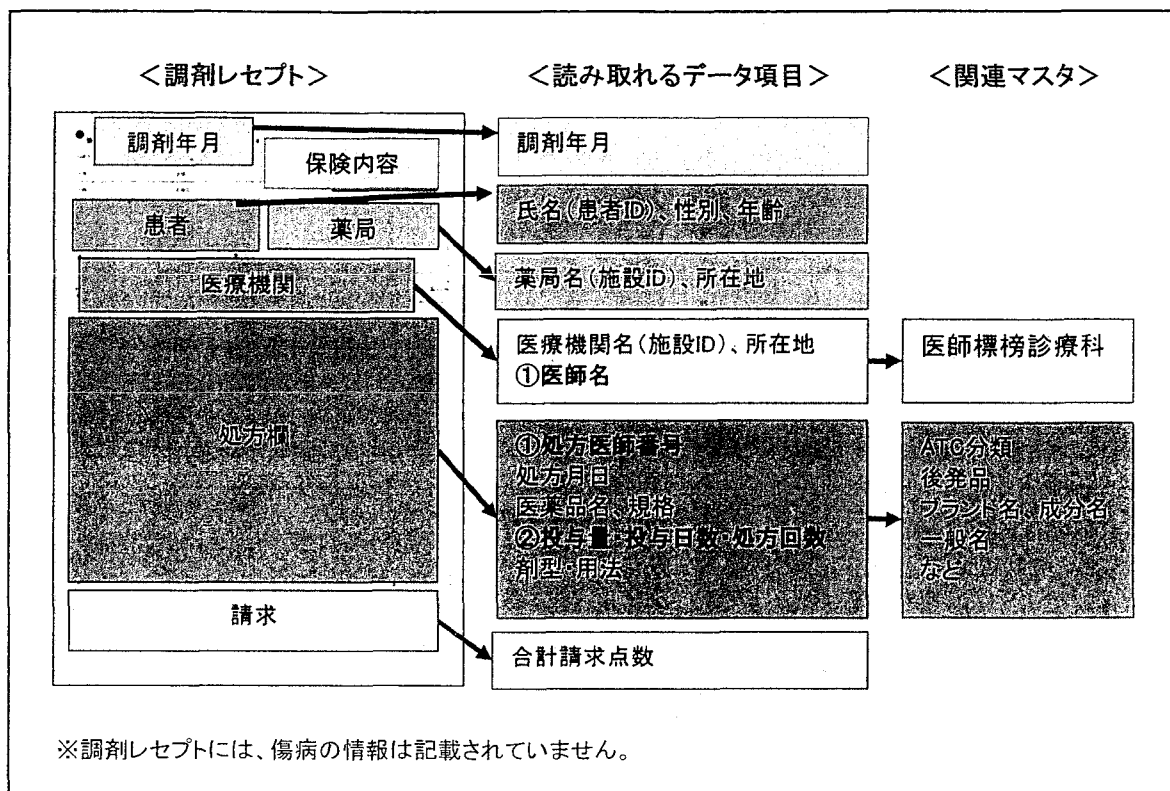 ＜調剤レセプト＞
＜読み取れるデータ項目＞
＜関連マスタ＞
調剤年月
保険内容
患者
薬局
医療機関
処方欄
請求
調剤年月
氏名(患者ID)、性別、年齢
薬局名(施設ID)、所在地
医療機関名(施設ID)、所在地
①医師名
医師標榜診療科
①処方医師番号
処方月日
医薬品名、規格
②投与量・投与日数・処方回数
剤型・用法
ATC分類
後発品
ブランド名、成分名
一般名
など
合計請求点数
※調剤レセプトには、傷病の情報は記載されていません。